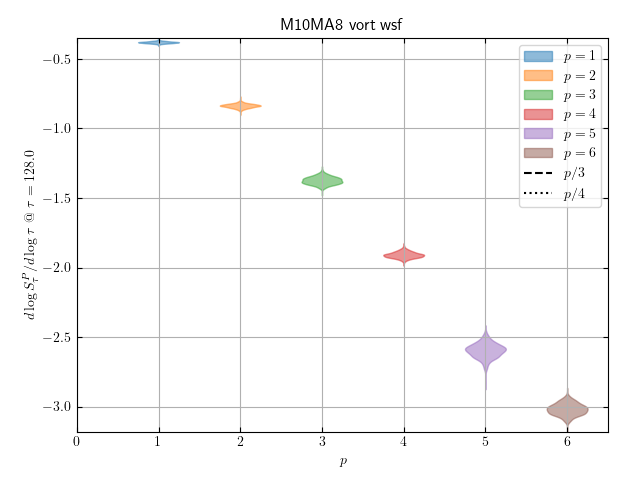 M10MA8 vort wsf
d log S_τ^P / d log τ @ τ = 128.0
−0.5
−1.0
−1.5
−2.0
−2.5
−3.0
0 1 2 3 4 5 6
p
p = 1
p = 2
p = 3
p = 4
p = 5
p = 6
p/3
p/4